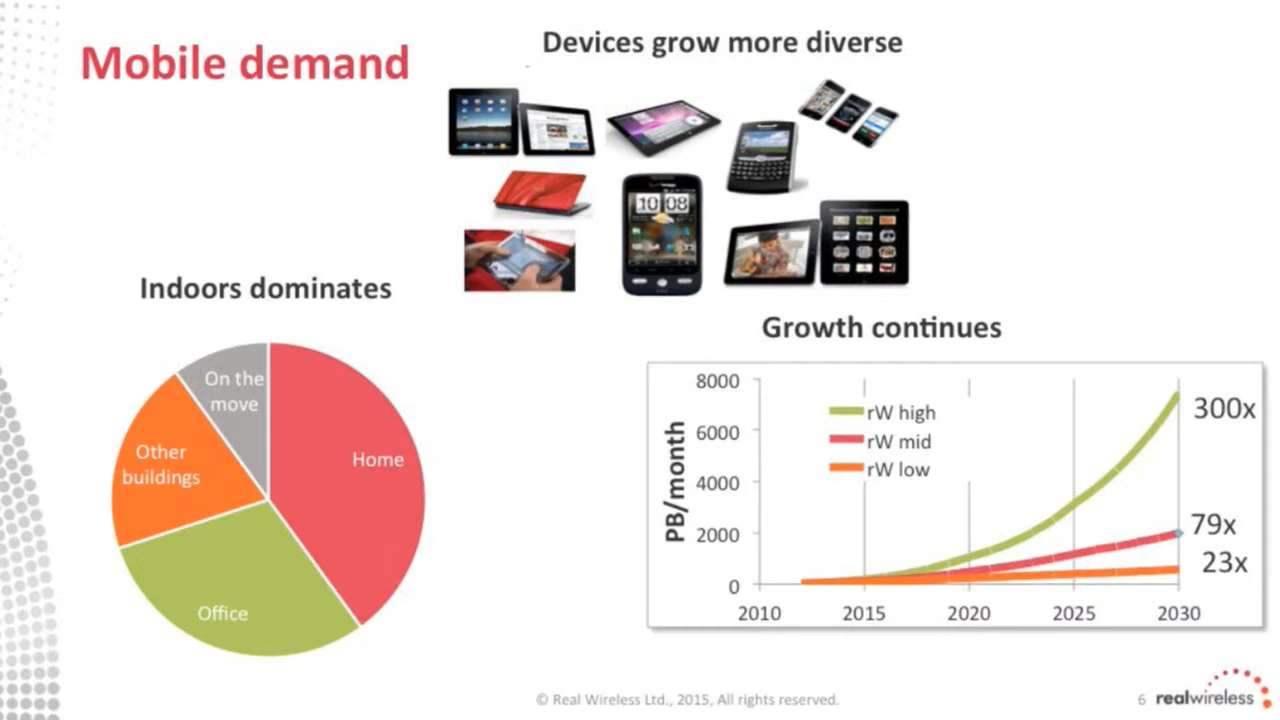 Mobile demand
Devices grow more diverse
10 08
Indoors dominates
On the
move
Other
buildings
Home
Office
Growth continues
8000
6000
4000
2000
0
PB/month
rW high
rW mid
rW low
300x
79x
23x
2010 2015 2020 2025 2030
© Real Wireless Ltd., 2015, All rights reserved.
6
realwireless